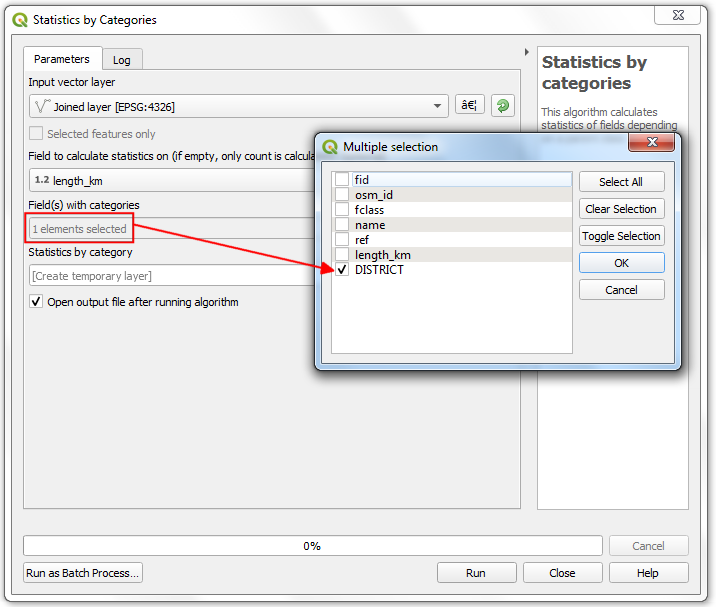 Statistics by Categories
Parameters
Log
Input vector layer
Joined layer [EPSG:4326]
â€¦
Selected features only
Field to calculate statistics on (if empty, only count is calcula
1.2 length_km
Field(s) with categories
1 elements selected
Statistics by category
[Create temporary layer]
Open output file after running algorithm
Statistics by
categories
This algorithm calculates
statistics of fields depending
Multiple selection
fid
osm_id
fclass
name
ref
length_km
DISTRICT
Select All
Clear Selection
Toggle Selection
OK
Cancel
0%
Cancel
Run as Batch Process...
Run
Close
Help